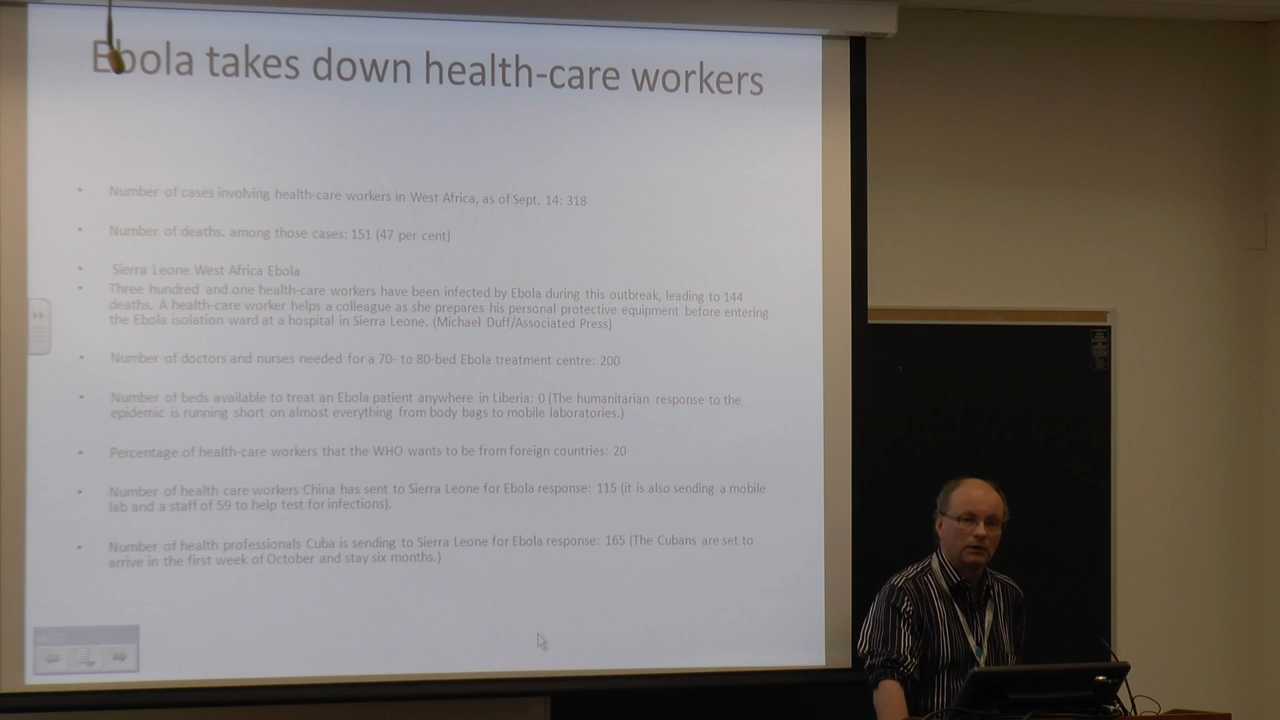 Ebola takes down health-care workers
• Number of cases involving health-care workers in West Africa, as of Sept. 14: 318
• Number of deaths. among those cases: 151 (47 per cent)
• Sierra Leone West Africa Ebola
• Three hundred and one health-care workers have been infected by Ebola during this outbreak, leading to 144
deaths. A health-care worker helps a colleague as she prepares his personal protective equipment before entering
the Ebola isolation ward at a hospital in Sierra Leone. (Michael Duff/Associated Press)
• Number of doctors and nurses needed for a 70- to 80-bed Ebola treatment centre: 200
• Number of beds available to treat an Ebola patient anywhere in Liberia: 0 (The humanitarian response to the
epidemic is running short on almost everything from body bags to mobile laboratories.)
• Percentage of health-care workers that the WHO wants to be from foreign countries: 20
• Number of health care workers China has sent to Sierra Leone for Ebola response: 115 (it is also sending a mobile
lab and a staff of 59 to help test for infections).
• Number of health professionals Cuba is sending to Sierra Leone for Ebola response: 165 (The Cubans are set to
arrive in the first week of October and stay six months.)